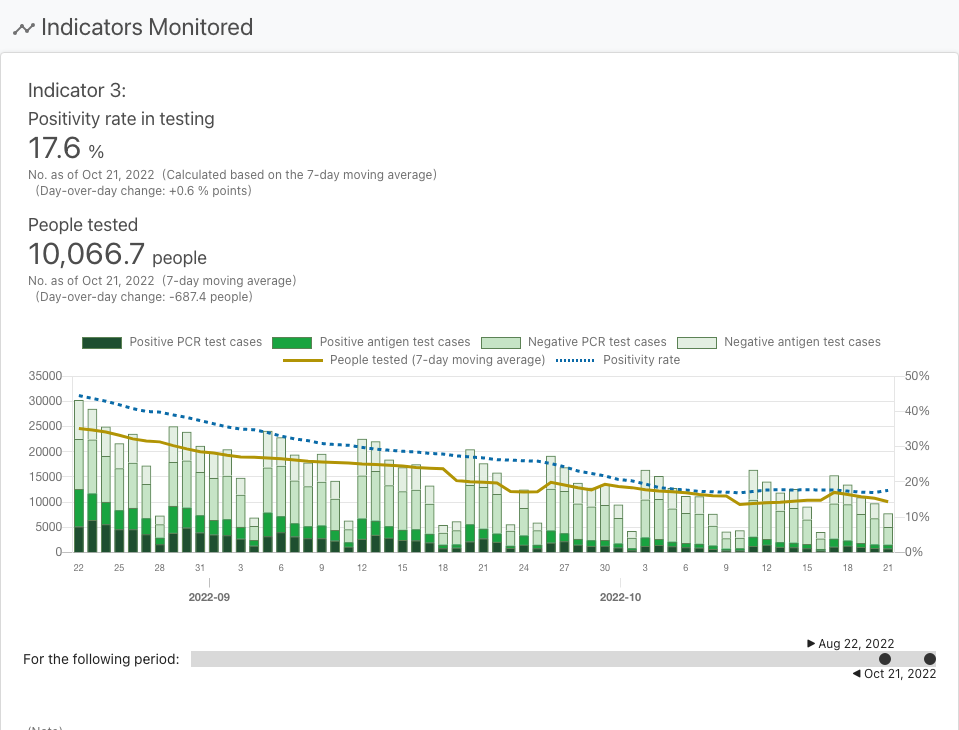 Indicators Monitored
Indicator 3:
Positivity rate in testing
17.6 %
No. as of Oct 21, 2022 (Calculated based on the 7-day moving average)
(Day-over-day change: +0.6 % points)
People tested
10,066.7 people
No. as of Oct 21, 2022 (7-day moving average)
(Day-over-day change: -687.4 people)
Positive PCR test cases Positive antigen test cases Negative PCR test cases Negative antigen test cases
People tested (7-day moving average) Positivity rate
35000 50%
30000 40%
25000
20000 30%
15000 20%
10000
5000 10%
0 0%
22 25 28 31 3 6 9 12 15 18 21 24 27 30 3 6 9 12 15 18 21
2022-09 2022-10
▶ Aug 22, 2022
For the following period:
◀ Oct 21, 2022
(Note)